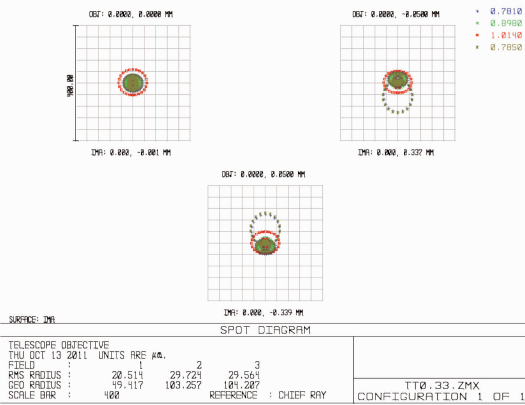 OBJ: 0.0000, 0.0000 MM
OBJ: 0.0000, -0.0500 MM
0.7810
0.8980
1.0140
0.7850
400.00
IMA: 0.000, -0.001 MM
IMA: 0.000, 0.337 MM
OBJ: 0.0000, 0.0500 MM
IMA: 0.000, -0.339 MM
SURFACE: IMA
SPOT DIAGRAM
TELESCOPE OBJECTIVE
THU OCT 13 2011 UNITS ARE µm.
FIELD : 1 2 3
RMS RADIUS : 20.514 29.724 29.564
GEO RADIUS : 49.417 103.257 104.207
SCALE BAR : 400 REFERENCE : CHIEF RAY
TT0.33.ZMX
CONFIGURATION 1 OF 1